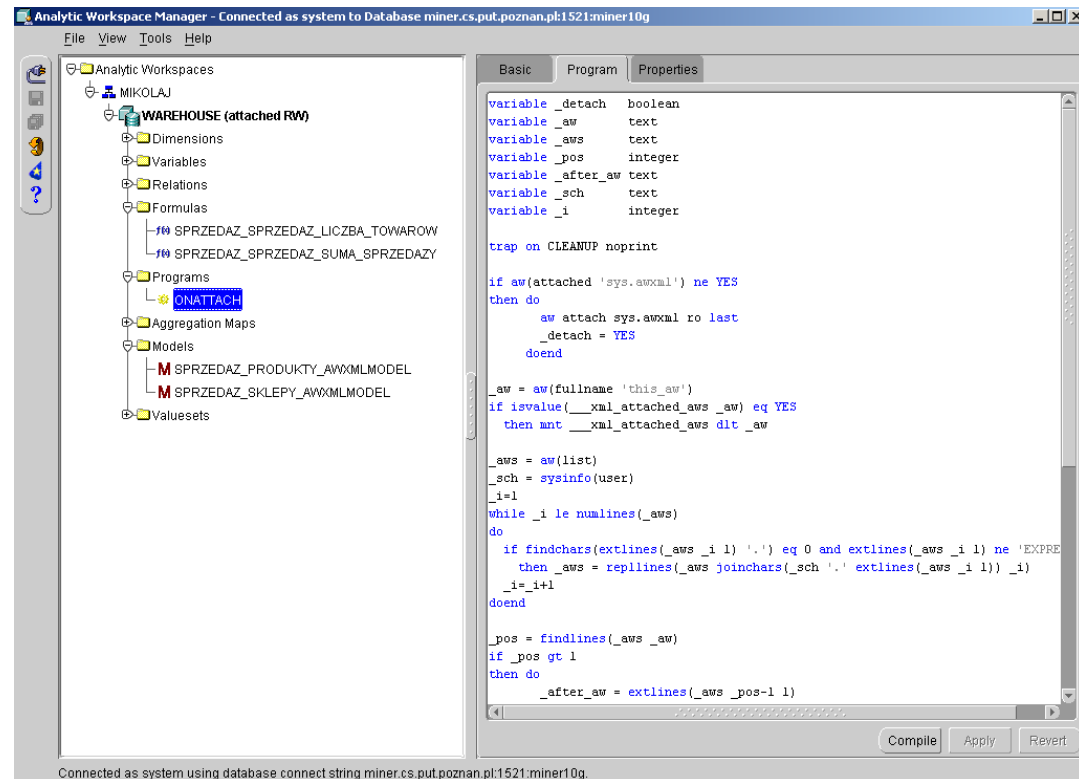 Analytic Workspace Manager - Connected as system to Database miner.cs.put.poznan.pl:1521:miner10g
File View Tools Help
Analytic Workspaces
MIKOLAJ
WAREHOUSE (attached RW)
Dimensions
Variables
Relations
Formulas
f(x) SPRZEDAZ_SPRZEDAZ_LICZBA_TOWAROW
f(x) SPRZEDAZ_SPRZEDAZ_SUMA_SPRZEDAZY
Programs
ONATTACH
Aggregation Maps
Models
M SPRZEDAZ_PRODUKTY_AWXMLMODEL
M SPRZEDAZ_SKLEPY_AWXMLMODEL
Valuesets
?
Basic Program Properties
variable _detach boolean
variable _aw text
variable _aws text
variable _pos integer
variable _after_aw text
variable _sch text
variable _i integer
trap on CLEANUP noprint
if aw(attached 'sys.awxml') ne YES
then do
aw attach sys.awxml ro last
_detach = YES
doend
_aw = aw(fullname 'this_aw')
if isvalue(___xml_attached_aws _aw) eq YES
then mnt ___xml_attached_aws dlt _aw
_aws = aw(list)
_sch = sysinfo(user)
_i=1
while _i le numlines(_aws)
do
if findchars(extlines(_aws _i 1) '.') eq 0 and extlines(_aws _i 1) ne 'EXPRE
then _aws = repllines(_aws joinchars(_sch '.' extlines(_aws _i 1)) _i)
_i=_i+1
doend
_pos = findlines(_aws _aw)
if _pos gt 1
then do
_after_aw = extlines(_aws _pos-1 1)
Compile Apply Revert
Connected as system using database connect string miner.cs.put.poznan.pl:1521:miner10g.